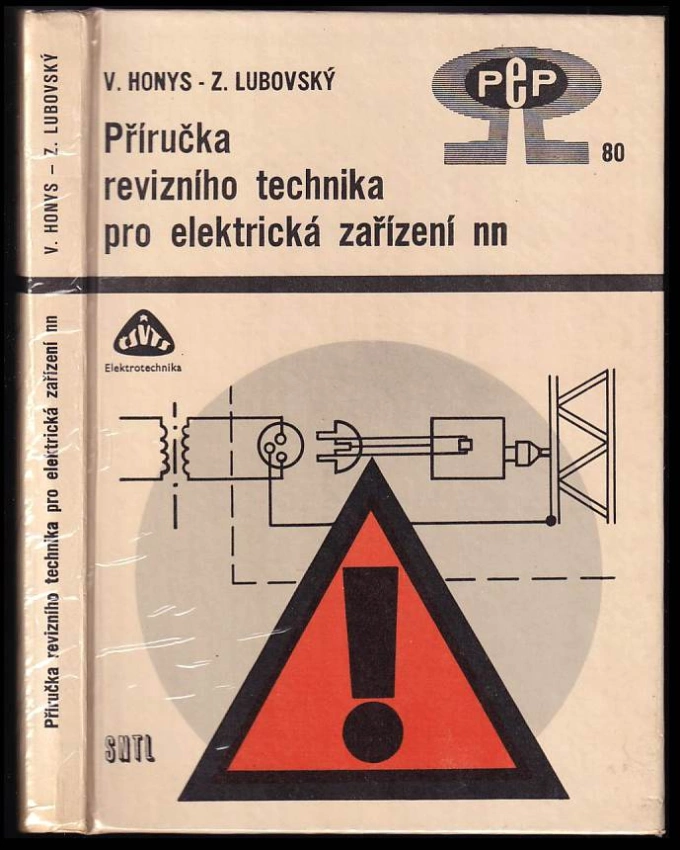 V. HONYS - Z. LUBOVSKÝ
PeP
80
Příručka
revizního technika
pro elektrická zařízení nn
ČSVTS
Elektrotechnika
SNTL
V. HONYS - Z. LUBOVSKÝ
Příručka revizního technika pro elektrická zařízení nn